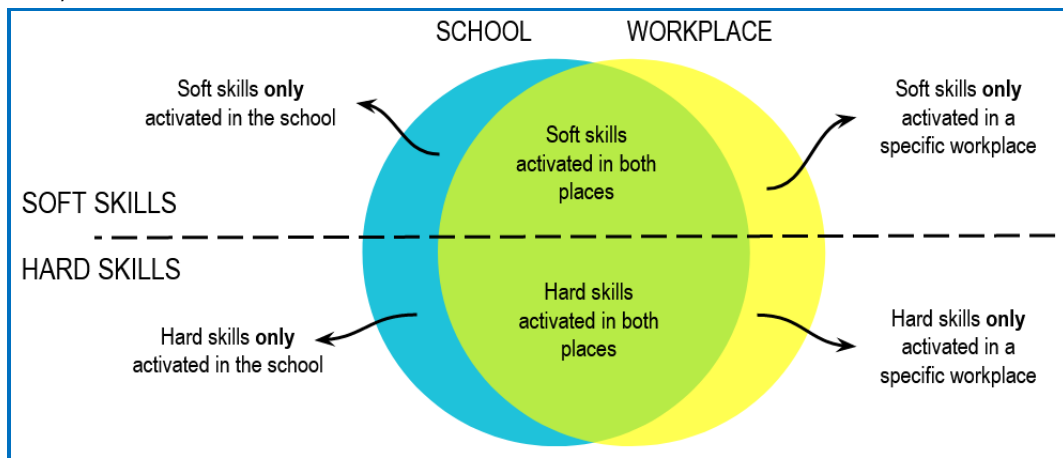 SCHOOL
WORKPLACE
Soft skills only
activated in the school
Soft skills
activated in both
places
Soft skills only
activated in a
specific workplace
SOFT SKILLS
HARD SKILLS
Hard skills only
activated in the school
Hard skills
activated in both
places
Hard skills only
activated in a
specific workplace